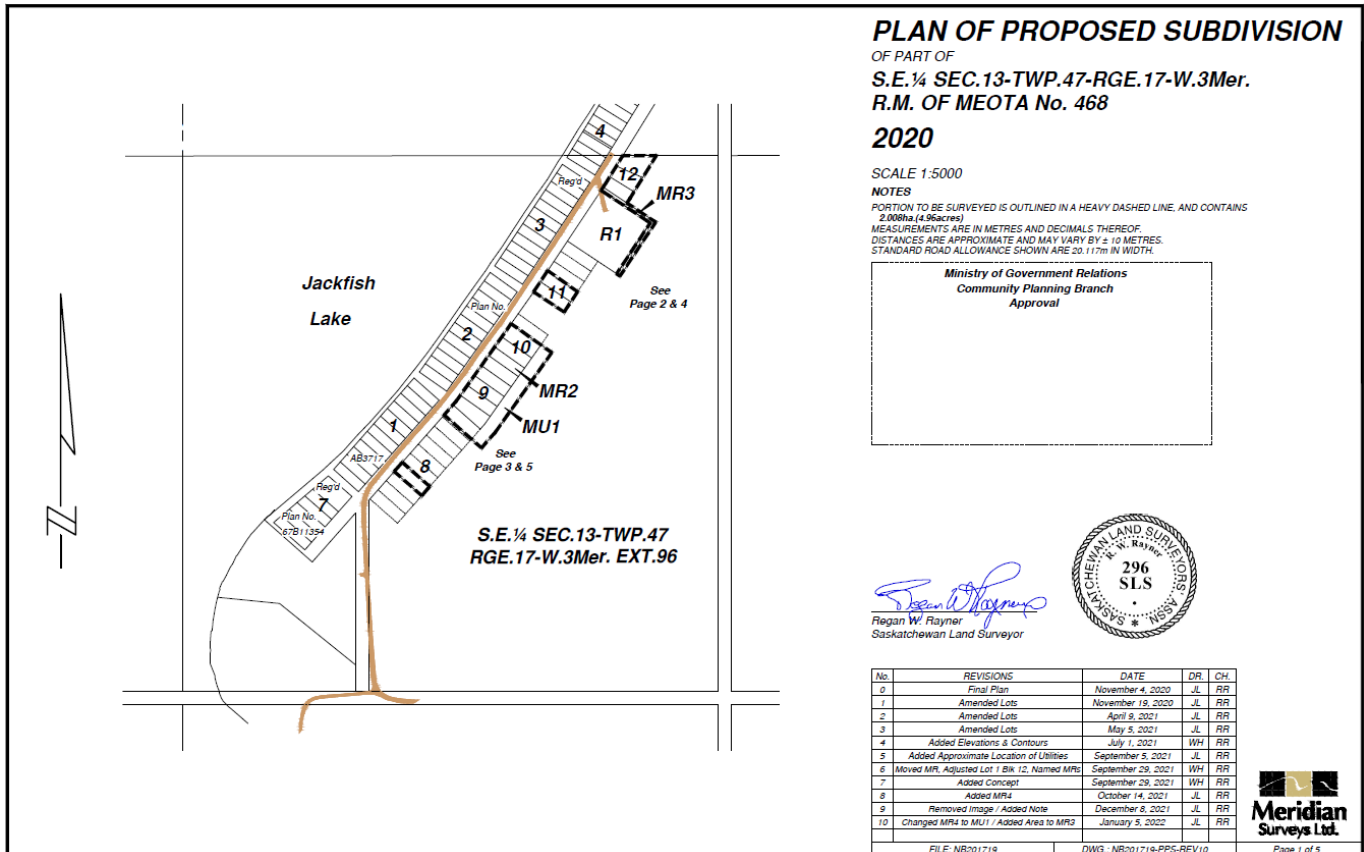 PLAN OF PROPOSED SUBDIVISION
OF PART OF
S.E.¼ SEC.13-TWP.47-RGE.17-W.3Mer.
R.M. OF MEOTA No. 468
2020
SCALE 1:5000
NOTES
PORTION TO BE SURVEYED IS OUTLINED IN A HEAVY DASHED LINE, AND CONTAINS
2.008ha.(4.96acres)
MEASUREMENTS ARE IN METRES AND DECIMALS THEREOF.
DISTANCES ARE APPROXIMATE AND MAY VARY BY ± 10 METRES.
STANDARD ROAD ALLOWANCE SHOWN ARE 20.117m IN WIDTH.
Ministry of Government Relations
Community Planning Branch
Approval
4
12
Reg'd
MR3
3
R1
Jackfish
Lake
11
See
Page 2 & 4
Plan No.
2
10
MR2
9
MU1
1
See
Page 3 & 5
AB3717
8
Reg'd
7
Plan No.
67B11354
S.E.¼ SEC.13-TWP.47
RGE.17-W.3Mer. EXT.96
SASKATCHEWAN LAND SURVEYORS' ASSN.
R. W. Rayner
296
SLS
Regan W. Rayner
Regan W. Rayner
Saskatchewan Land Surveyor
No. REVISIONS DATE DR. CH.
0 Final Plan November 4, 2020 JL RR
1 Amended Lots November 19, 2020 JL RR
2 Amended Lots April 9, 2021 JL RR
3 Amended Lots May 5, 2021 JL RR
4 Added Elevations & Contours July 1, 2021 WH RR
5 Added Approximate Location of Utilities September 5, 2021 JL RR
6 Moved MR, Adjusted Lot 1 Blk 12, Named MRs September 29, 2021 WH RR
7 Added Concept September 29, 2021 WH RR
8 Added MR4 October 14, 2021 JL RR
9 Removed Image / Added Note December 8, 2021 JL RR
10 Changed MR4 to MU1 / Added Area to MR3 January 5, 2022 JL RR
FILE: NB201719 DWG.: NB201719-PPS-REV10 Page 1 of 5
Meridian
Surveys Ltd.